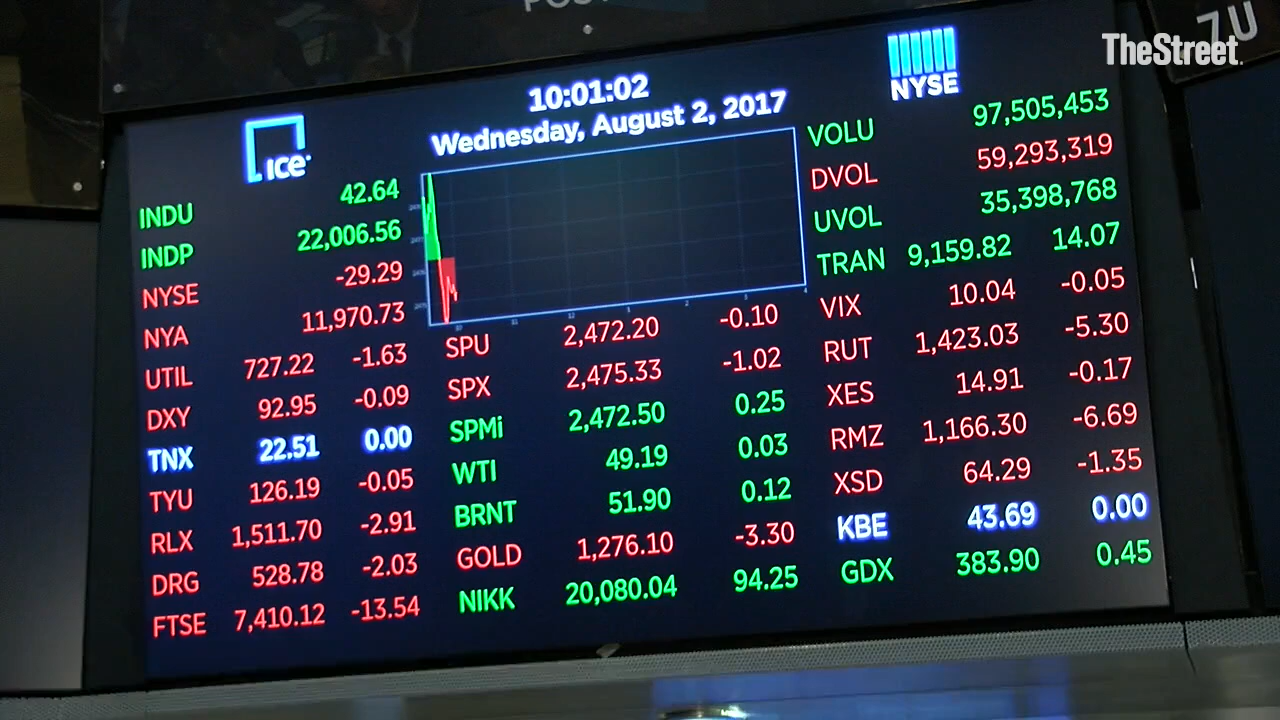 TheStreet
NYSE
ICE
10:01:02
Wednesday, August 2, 2017
INDU 42.64
INDP 22,006.56
NYSE -29.29
NYA 11,970.73
UTIL 727.22 -1.63
DXY 92.95 -0.09
TNX 22.51 0.00
TYU 126.19 -0.05
RLX 1,511.70 -2.91
DRG 528.78 -2.03
FTSE 7,410.12 -13.54
SPU 2,472.20 -0.10
SPX 2,475.33 -1.02
SPMi 2,472.50 0.25
WTI 49.19 0.03
BRNT 51.90 0.12
GOLD 1,276.10 -3.30
NIKK 20,080.04 94.25
VOLU 97,505,453
DVOL 59,293,319
UVOL 35,398,768
TRAN 9,159.82 14.07
VIX 10.04 -0.05
RUT 1,423.03 -5.30
XES 14.91 -0.17
RMZ 1,166.30 -6.69
XSD 64.29 -1.35
KBE 43.69 0.00
GDX 383.90 0.45